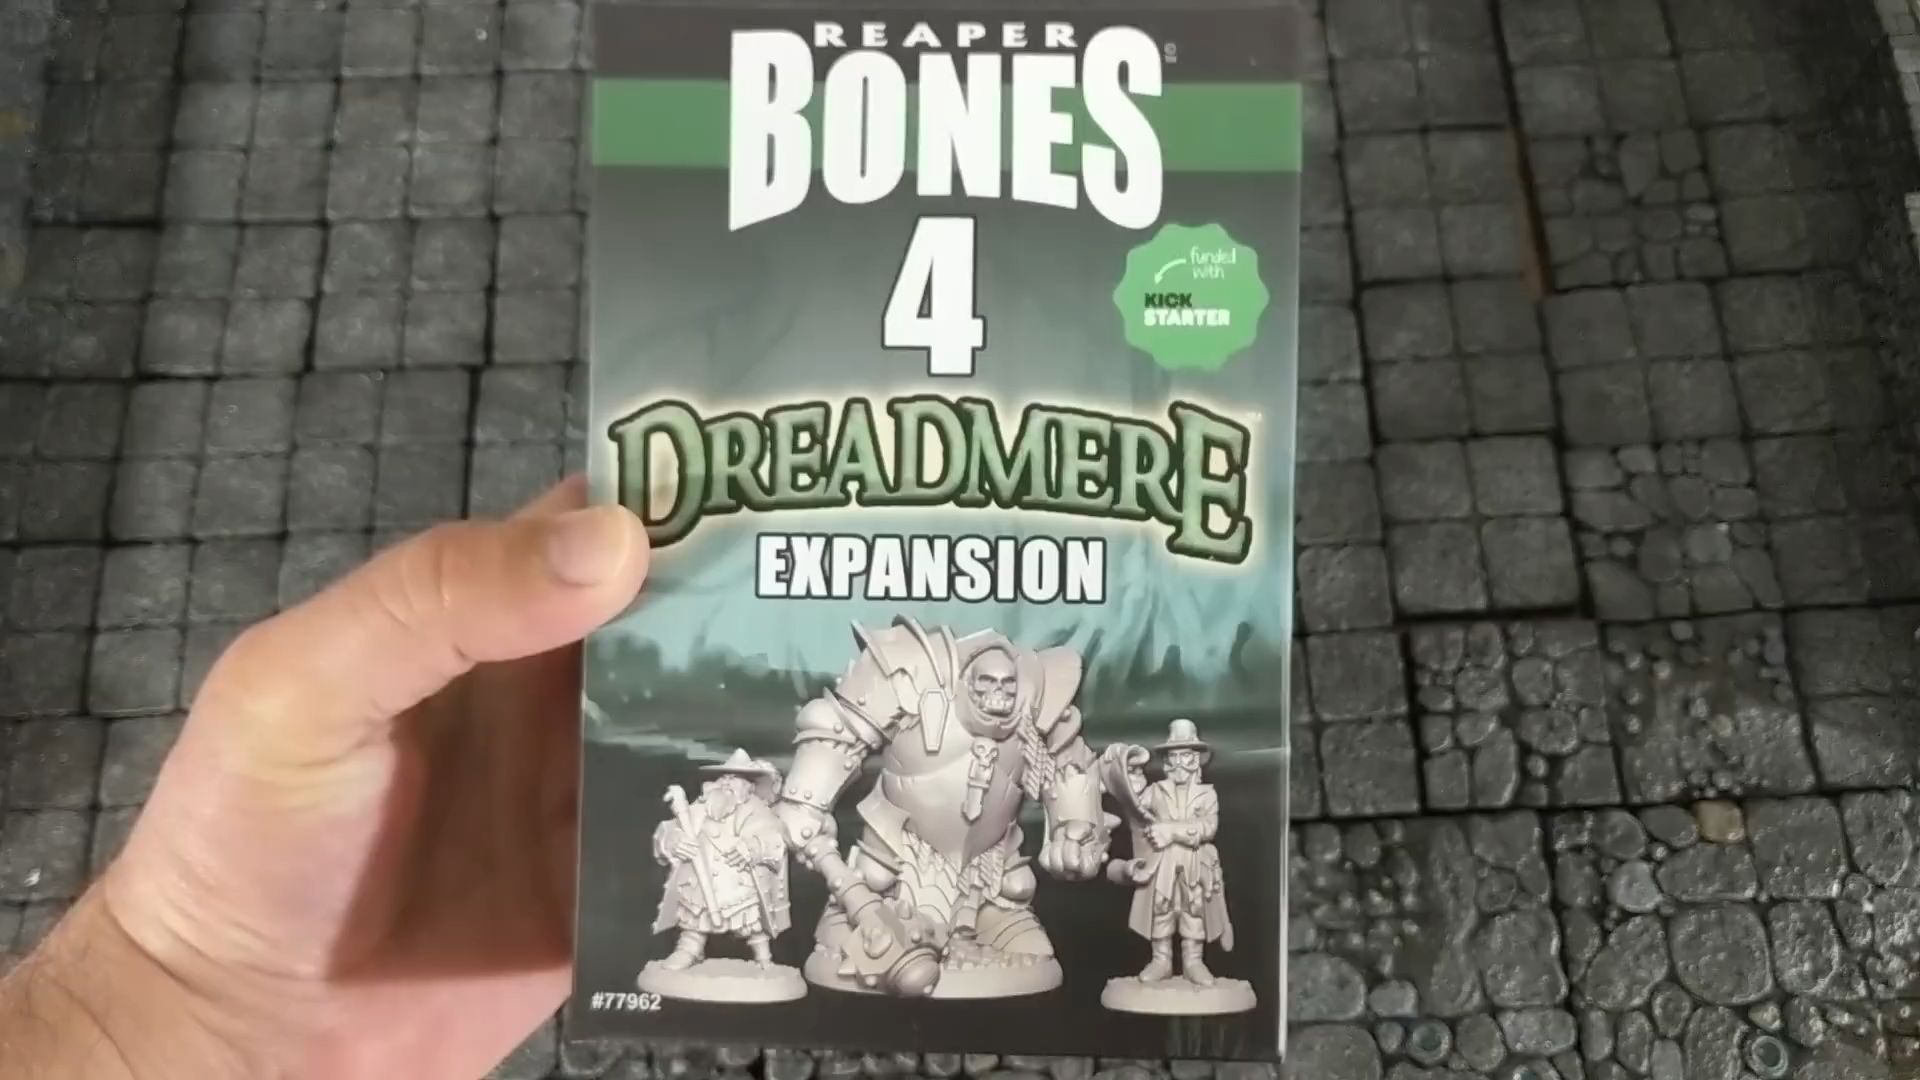 REAPER
BONES
4
funded
with
KICK
STARTER
DREADMERE
EXPANSION
#77962